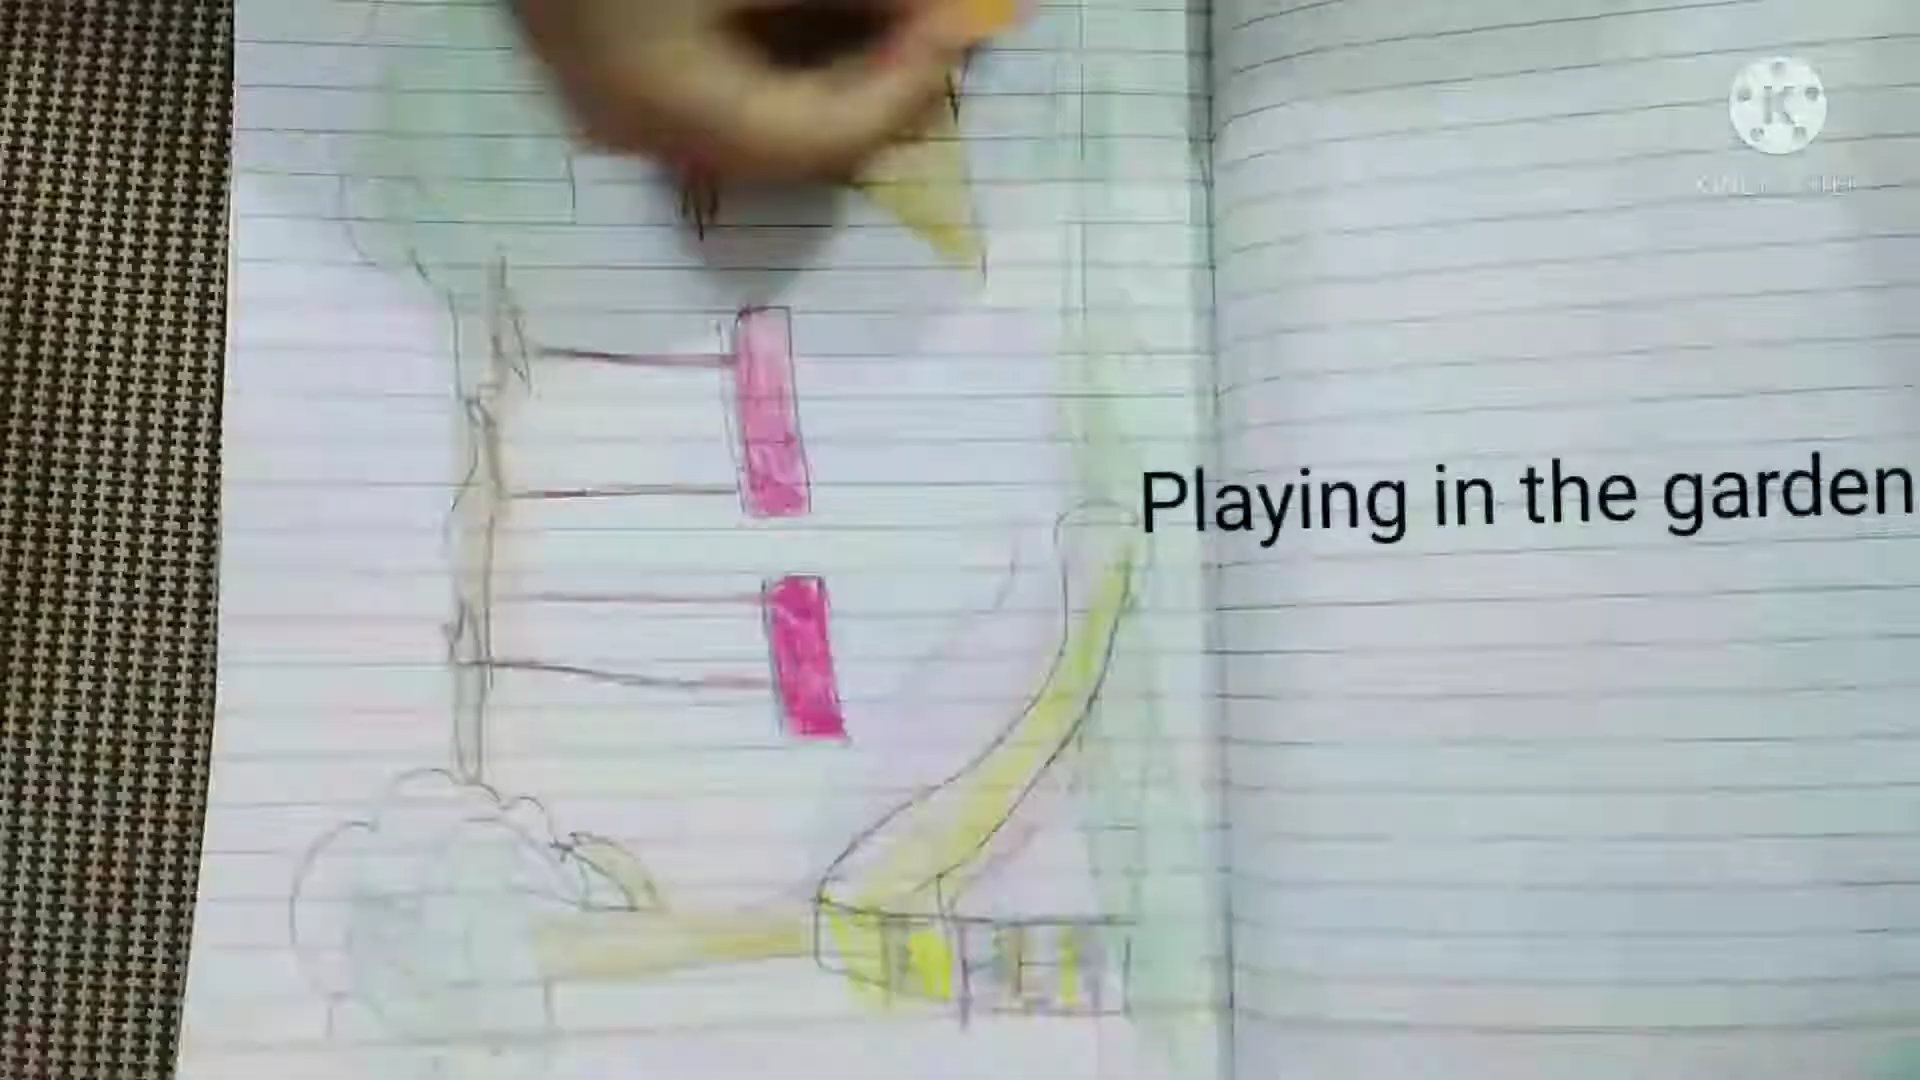 K
Playing in the garden